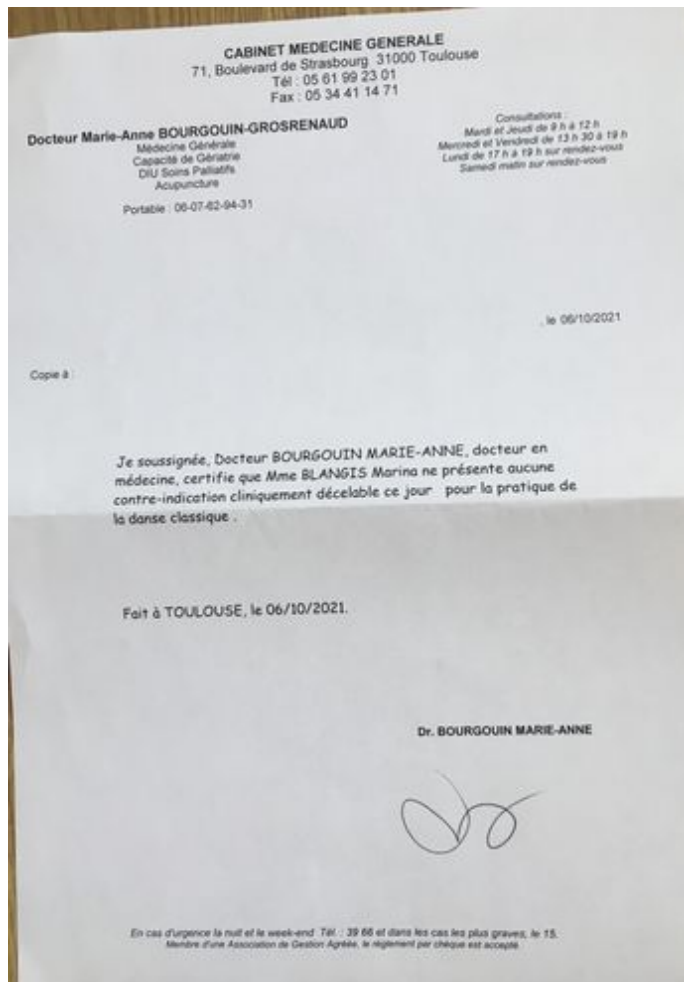 CABINET MEDECINE GENERALE
71, Boulevard de Strasbourg 31000 Toulouse
Tél : 05 61 99 23 01
Fax : 05 34 41 14 71
Docteur Marie-Anne BOURGOUIN-GROSRENAUD
Médecine Générale
Capacité de Gériatrie
DIU Soins Palliatifs
Acupuncture
Portable : 06-07-62-94-31
Consultations :
Mardi et Jeudi de 9 h à 12 h
Mercredi et Vendredi de 13 h 30 à 19 h
Lundi de 17 h à 19 h sur rendez-vous
Samedi matin sur rendez-vous
, le 06/10/2021
Copie à :
Je soussignée, Docteur BOURGOUIN MARIE-ANNE, docteur en
médecine, certifie que Mme BLANGIS Marina ne présente aucune
contre-indication cliniquement décelable ce jour pour la pratique de
la danse classique .
Fait à TOULOUSE, le 06/10/2021.
Dr. BOURGOUIN MARIE-ANNE
En cas d'urgence la nuit et le week-end Tél. : 39 66 et dans les cas les plus graves, le 15.
Membre d'une Association de Gestion Agréée, le règlement par chèque est accepté.